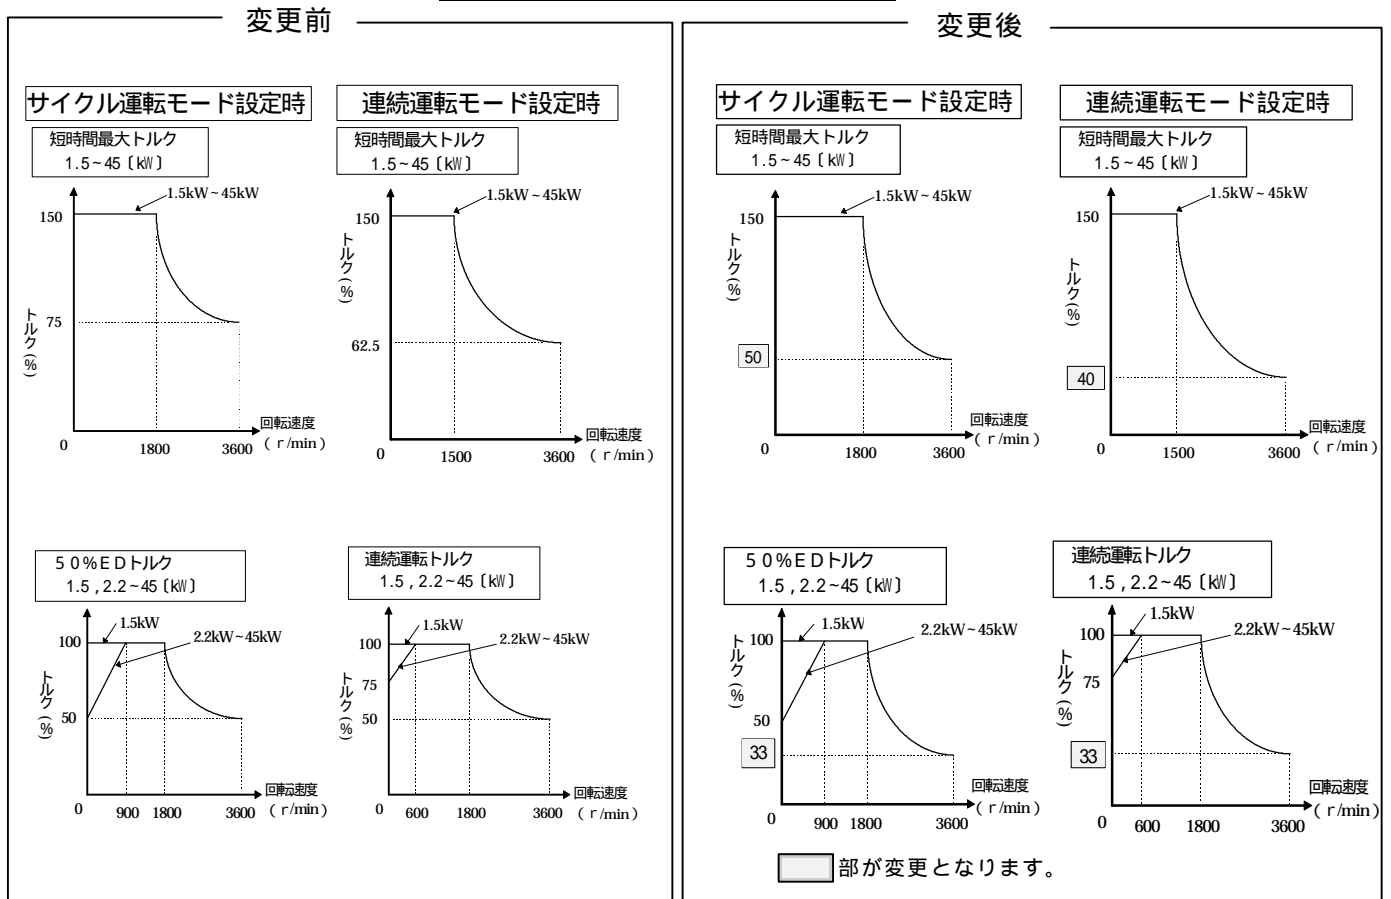 変更前
サイクル運転モード設定時
短時間最大トルク
1.5~45〔kW〕
1.5kW~45kW
150
75
トルク(%)
0
1800
3600
回転速度
(r/min)
連続運転モード設定時
短時間最大トルク
1.5~45〔kW〕
1.5kW~45kW
150
トルク(%)
62.5
0
1500
3600
回転速度
(r/min)
50%EDトルク
1.5,2.2~45〔kW〕
1.5kW
2.2kW~45kW
100
トルク(%)
50
0
900
1800
3600
回転速度
(r/min)
連続運転トルク
1.5,2.2~45〔kW〕
1.5kW
2.2kW~45kW
100
75
トルク(%)
50
0
600
1800
3600
回転速度
(r/min)
変更後
サイクル運転モード設定時
短時間最大トルク
1.5~45〔kW〕
1.5kW~45kW
150
トルク(%)
50
0
1800
3600
回転速度
(r/min)
連続運転モード設定時
短時間最大トルク
1.5~45〔kW〕
1.5kW~45kW
150
トルク(%)
40
0
1500
3600
回転速度
(r/min)
50%EDトルク
1.5,2.2~45〔kW〕
1.5kW
2.2kW~45kW
100
トルク(%)
50
33
0
900
1800
3600
回転速度
(r/min)
連続運転トルク
1.5,2.2~45〔kW〕
1.5kW
2.2kW~45kW
100
75
トルク(%)
33
0
600
1800
3600
回転速度
(r/min)
部が変更となります。